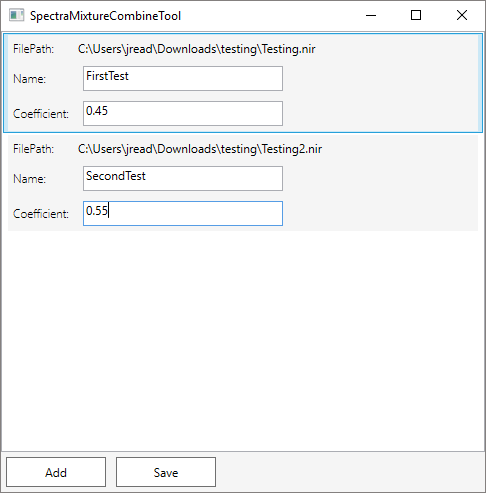 SpectraMixtureCombineTool
FilePath: C:\Users\jread\Downloads\testing\Testing.nir
Name: FirstTest
Coefficient: 0.45
FilePath: C:\Users\jread\Downloads\testing\Testing2.nir
Name: SecondTest
Coefficient: 0.55
Add Save